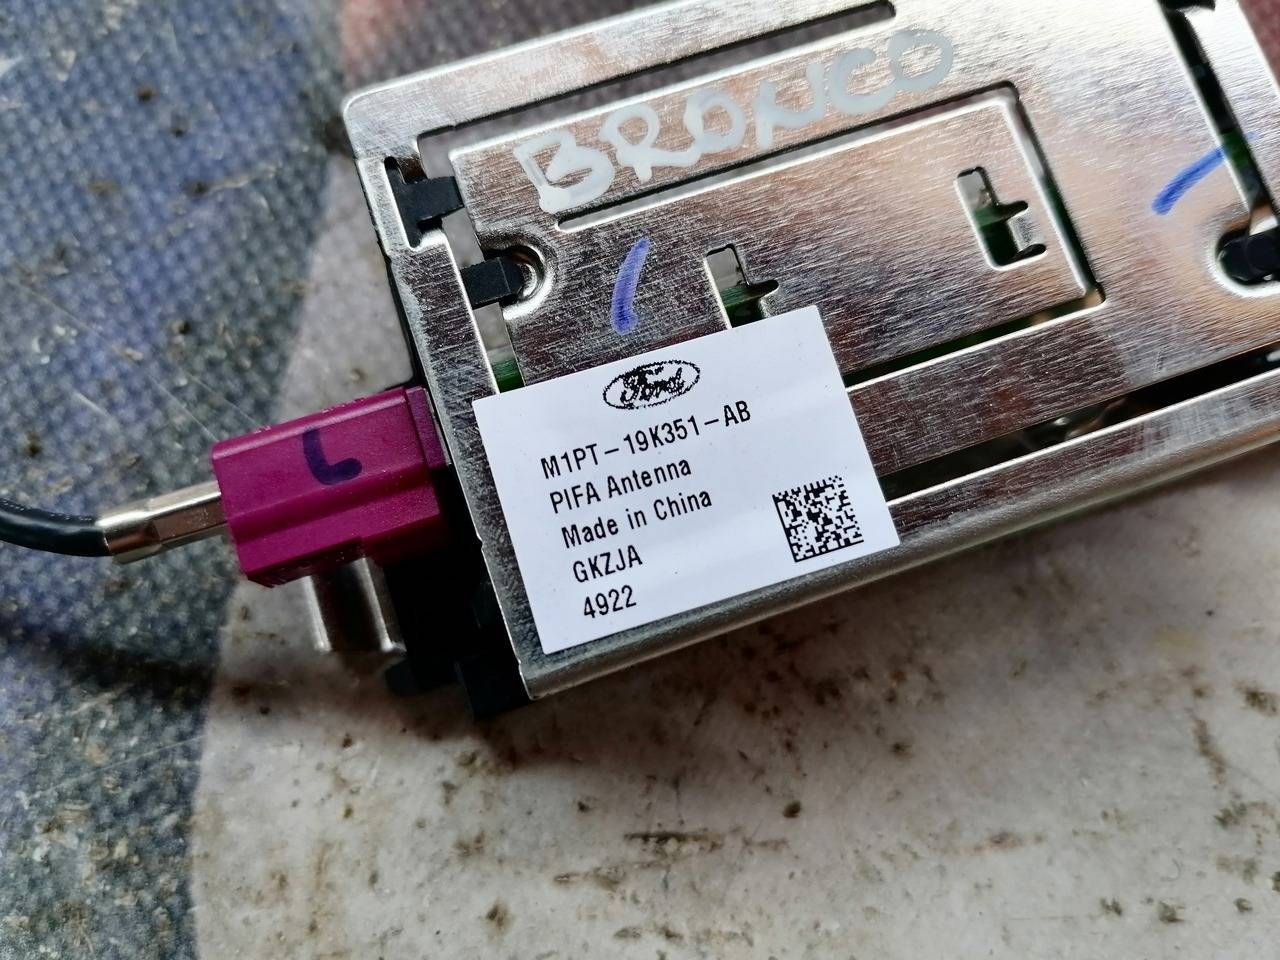 BRONCO
Ford
M1PT-19K351-AB
PIFA Antenna
Made in China
GKZJA
4922